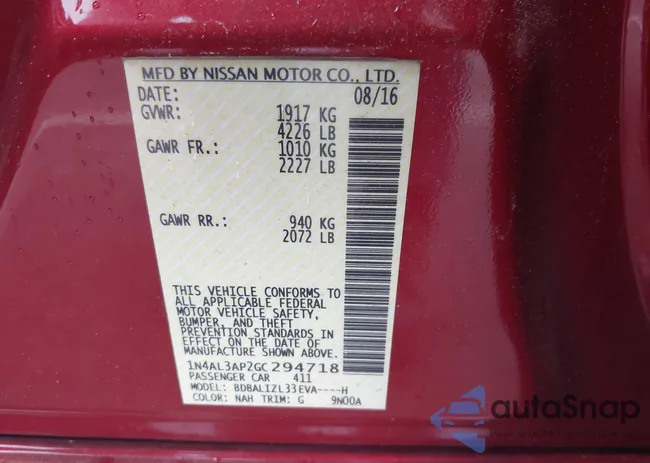 MFD BY NISSAN MOTOR CO., LTD.
DATE: 08/16
GVWR: 1917 KG
4226 LB
GAWR FR.: 1010 KG
2227 LB
GAWR RR.: 940 KG
2072 LB
THIS VEHICLE CONFORMS TO
ALL APPLICABLE FEDERAL
MOTOR VEHICLE SAFETY,
BUMPER, AND THEFT
PREVENTION STANDARDS IN
EFFECT ON THE DATE OF
MANUFACTURE SHOWN ABOVE.
1N4AL3AP2GC294718
PASSENGER CAR 411
MODEL: BDBALIZL33EVA----H
COLOR: NAH TRIM: G 9N00A
autoSnap